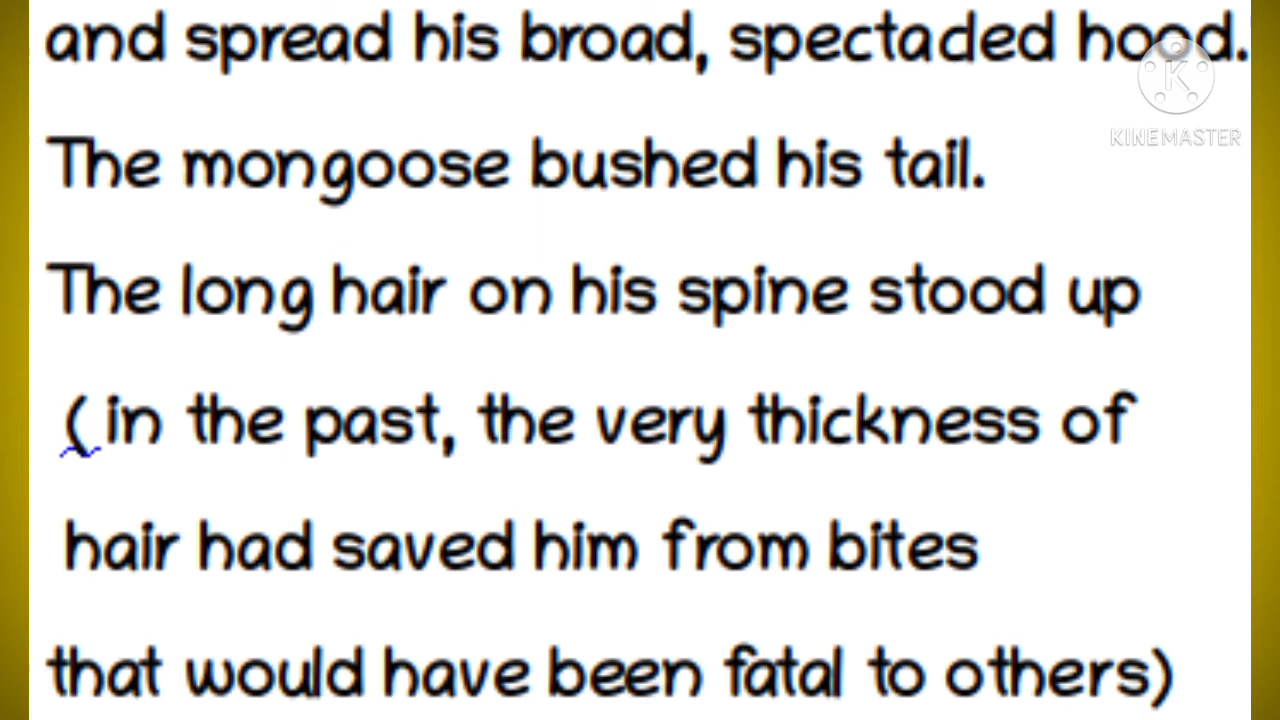 and spread his broad, spectaded hood.
K
KINEMASTER
The mongoose bushed his tail.
The long hair on his spine stood up
(in the past, the very thickness of
hair had saved him from bites
that would have been fatal to others)